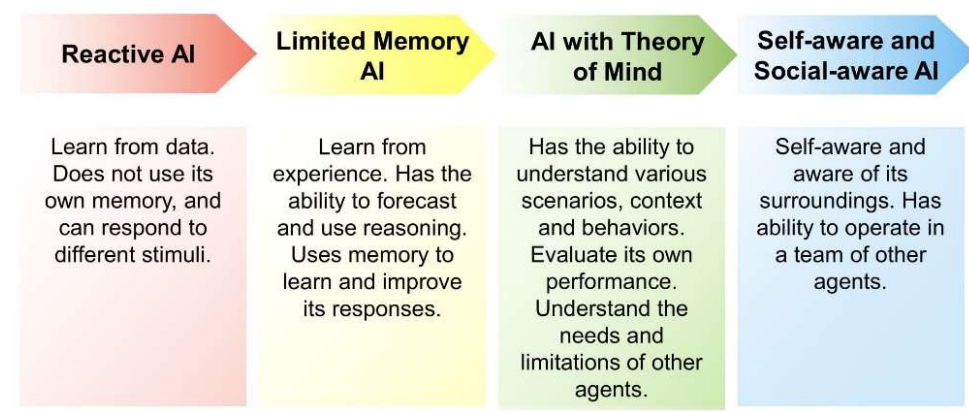 Reactive AI
Limited Memory
AI
AI with Theory
of Mind
Self-aware and
Social-aware AI
Learn from data.
Does not use its
own memory, and
can respond to
different stimuli.
Learn from
experience. Has the
ability to forecast
and use reasoning.
Uses memory to
learn and improve
its responses.
Has the ability to
understand various
scenarios, context
and behaviors.
Evaluate its own
performance.
Understand the
needs and
limitations of other
agents.
Self-aware and
aware of its
surroundings. Has
ability to operate in
a team of other
agents.